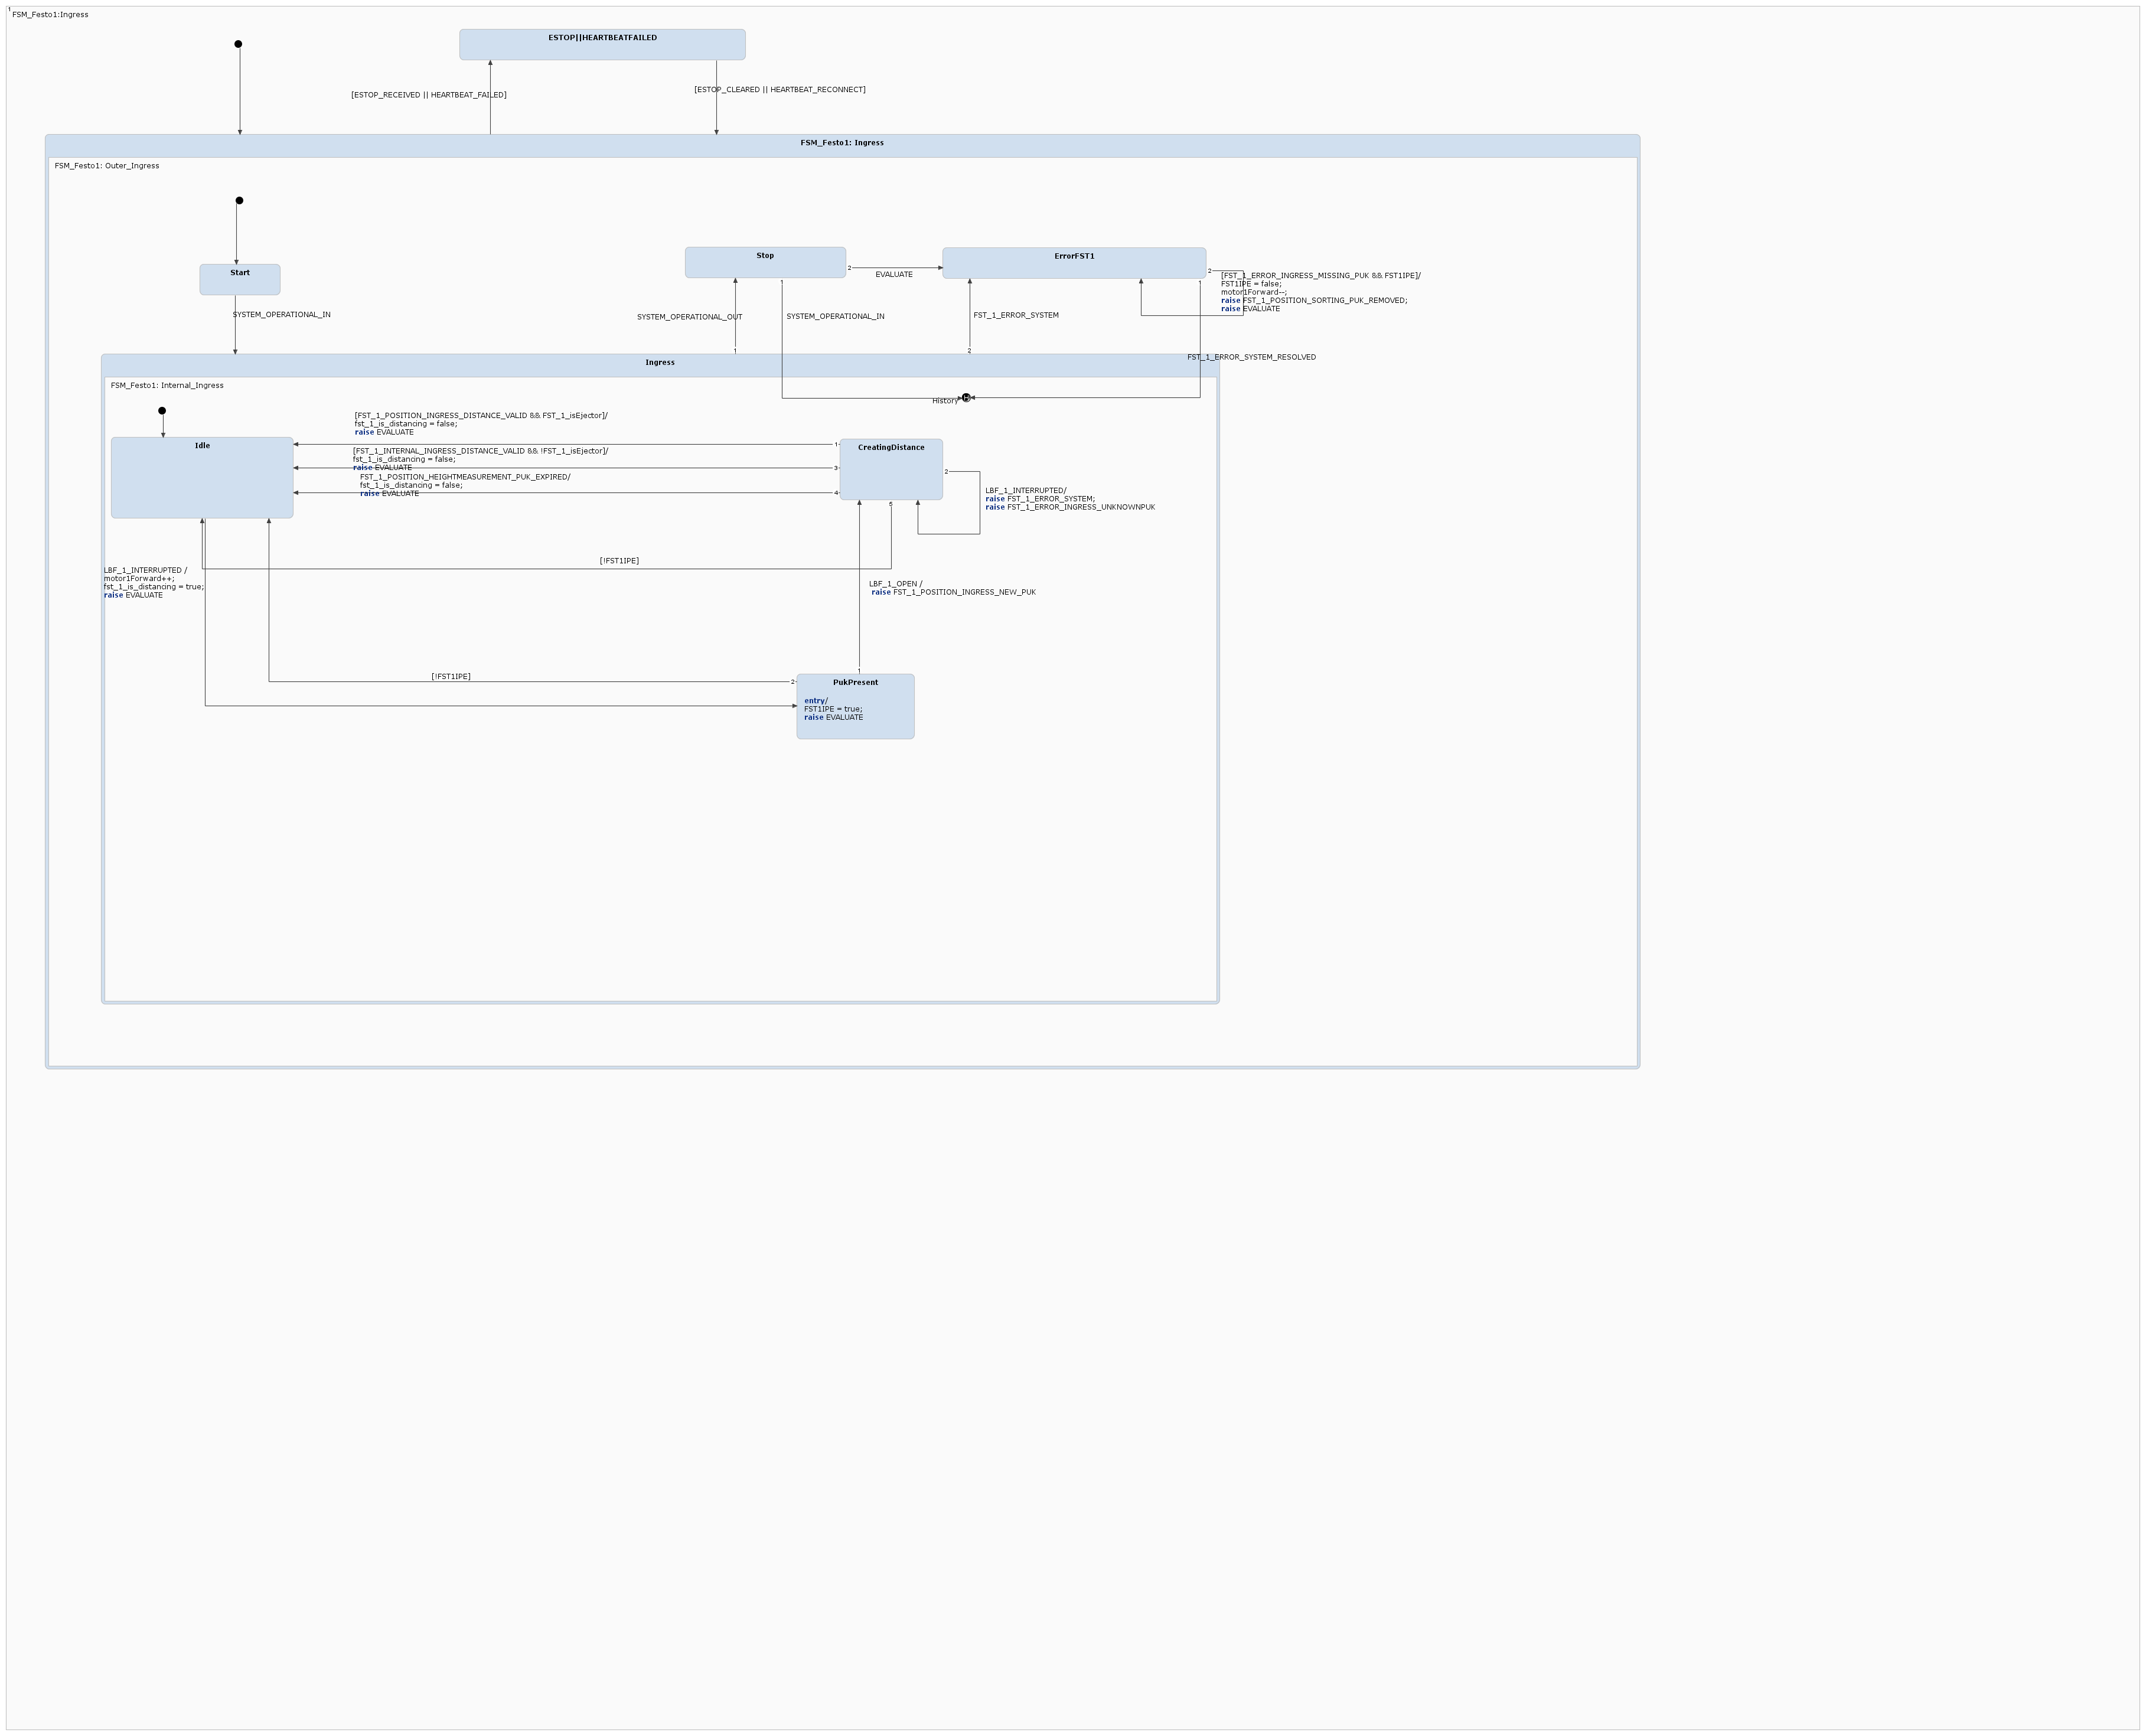 1
FSM_Festo1:Ingress
ESTOP||HEARTBEATFAILED
[ESTOP_RECEIVED || HEARTBEAT_FAILED]
[ESTOP_CLEARED || HEARTBEAT_RECONNECT]
FSM_Festo1: Ingress
FSM_Festo1: Outer_Ingress
Start
SYSTEM_OPERATIONAL_IN
Stop
2
EVALUATE
1
SYSTEM_OPERATIONAL_OUT
1
SYSTEM_OPERATIONAL_IN
ErrorFST1
2
[FST_1_ERROR_INGRESS_MISSING_PUK && FST1IPE]/
FST1IPE = false;
motor1Forward--;
raise FST_1_POSITION_SORTING_PUK_REMOVED;
raise EVALUATE
1
FST_1_ERROR_SYSTEM
2
FST_1_ERROR_SYSTEM_RESOLVED
Ingress
FSM_Festo1: Internal_Ingress
History
H
Idle
[FST_1_POSITION_INGRESS_DISTANCE_VALID && FST_1_isEjector]/
fst_1_is_distancing = false;
raise EVALUATE
1
[FST_1_INTERNAL_INGRESS_DISTANCE_VALID && !FST_1_isEjector]/
fst_1_is_distancing = false;
raise EVALUATE
3
FST_1_POSITION_HEIGHTMEASUREMENT_PUK_EXPIRED/
fst_1_is_distancing = false;
raise EVALUATE
4
CreatingDistance
2
LBF_1_INTERRUPTED/
raise FST_1_ERROR_SYSTEM;
raise FST_1_ERROR_INGRESS_UNKNOWNPUK
5
[!FST1IPE]
LBF_1_INTERRUPTED /
motor1Forward++;
fst_1_is_distancing = true;
raise EVALUATE
LBF_1_OPEN /
raise FST_1_POSITION_INGRESS_NEW_PUK
1
[!FST1IPE]
2
PukPresent
entry/
FST1IPE = true;
raise EVALUATE